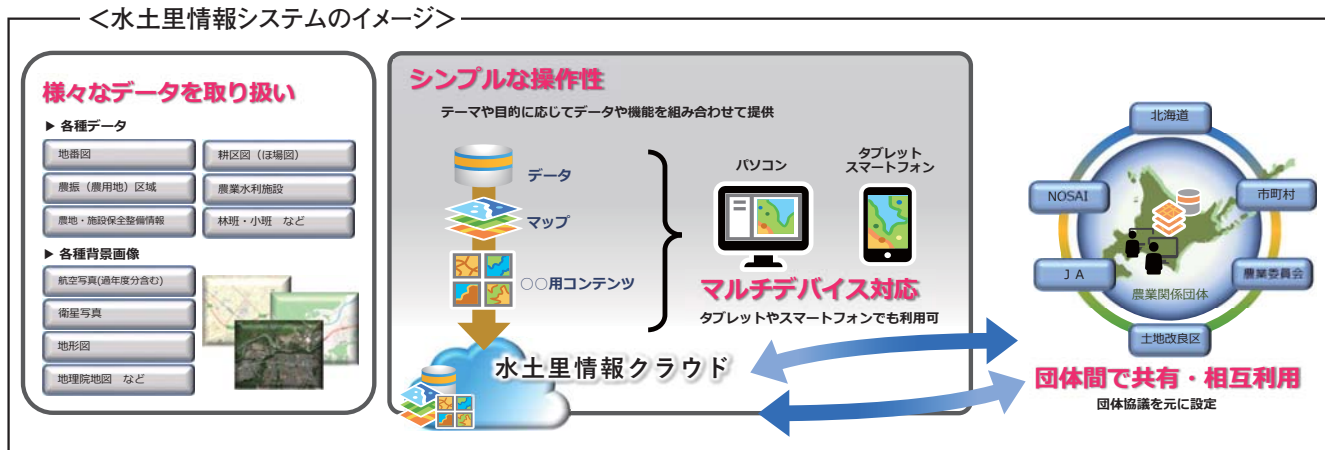 ＜水土里情報システムのイメージ＞
様々なデータを取り扱い
▶ 各種データ
地番図
耕区図（ほ場図）
農振（農用地）区域
農業水利施設
農地・施設保全整備情報
林班・小班 など
▶ 各種背景画像
航空写真(過年度分含む)
衛星写真
地形図
地理院地図 など
シンプルな操作性
テーマや目的に応じてデータや機能を組み合わせて提供
データ
マップ
○○用コンテンツ
パソコン
タブレット
スマートフォン
マルチデバイス対応
タブレットやスマートフォンでも利用可
水土里情報クラウド
北海道
NOSAI
市町村
JA
農業委員会
農業関係団体
土地改良区
団体間で共有・相互利用
団体協議を元に設定